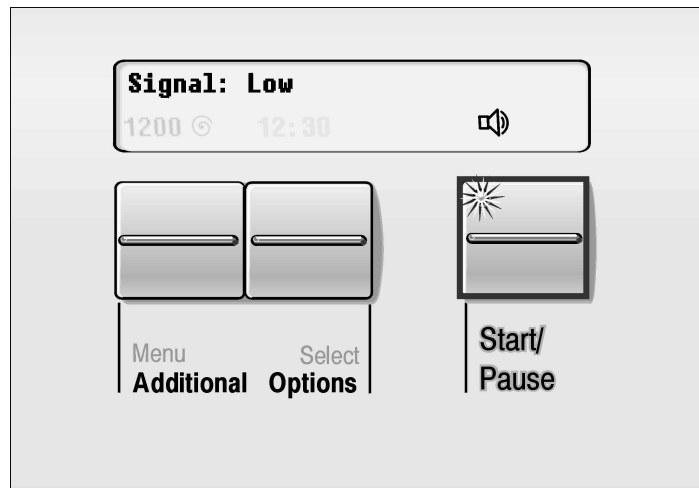 Signal: Low
1200 12:30
Menu Select
Additional Options
Start/
Pause